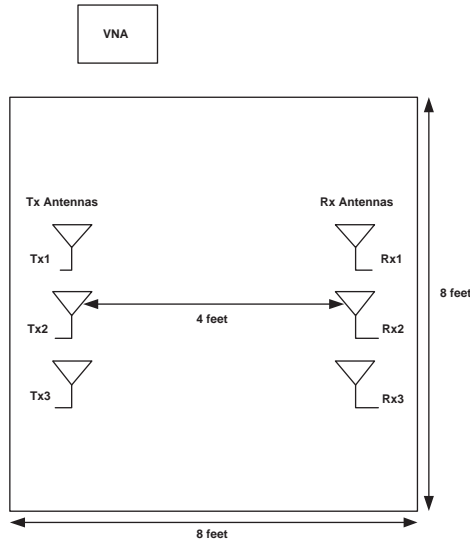 VNA
Tx Antennas
Rx Antennas
Tx1
Rx1
8 feet
4 feet
Tx2
Rx2
Tx3
Rx3
8 feet